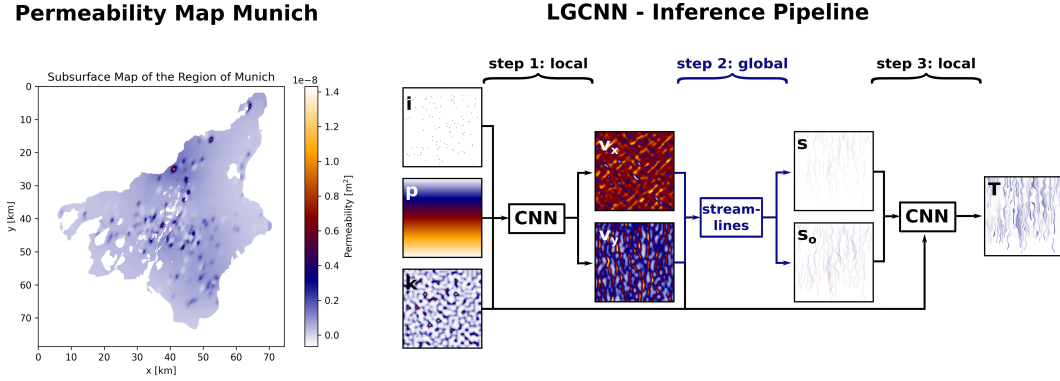 Permeability Map Munich
LGCNN - Inference Pipeline
Subsurface Map of the Region of Munich
1e−8
0
10
20
30
40
50
60
70
y [km]
0 10 20 30 40 50 60 70
x [km]
1.4
1.2
1.0
0.8
0.6
0.4
0.2
0.0
Permeability [m²]
step 1: local
step 2: global
step 3: local
i
p
k
CNN
vx
vy
stream-
lines
s
so
CNN
T